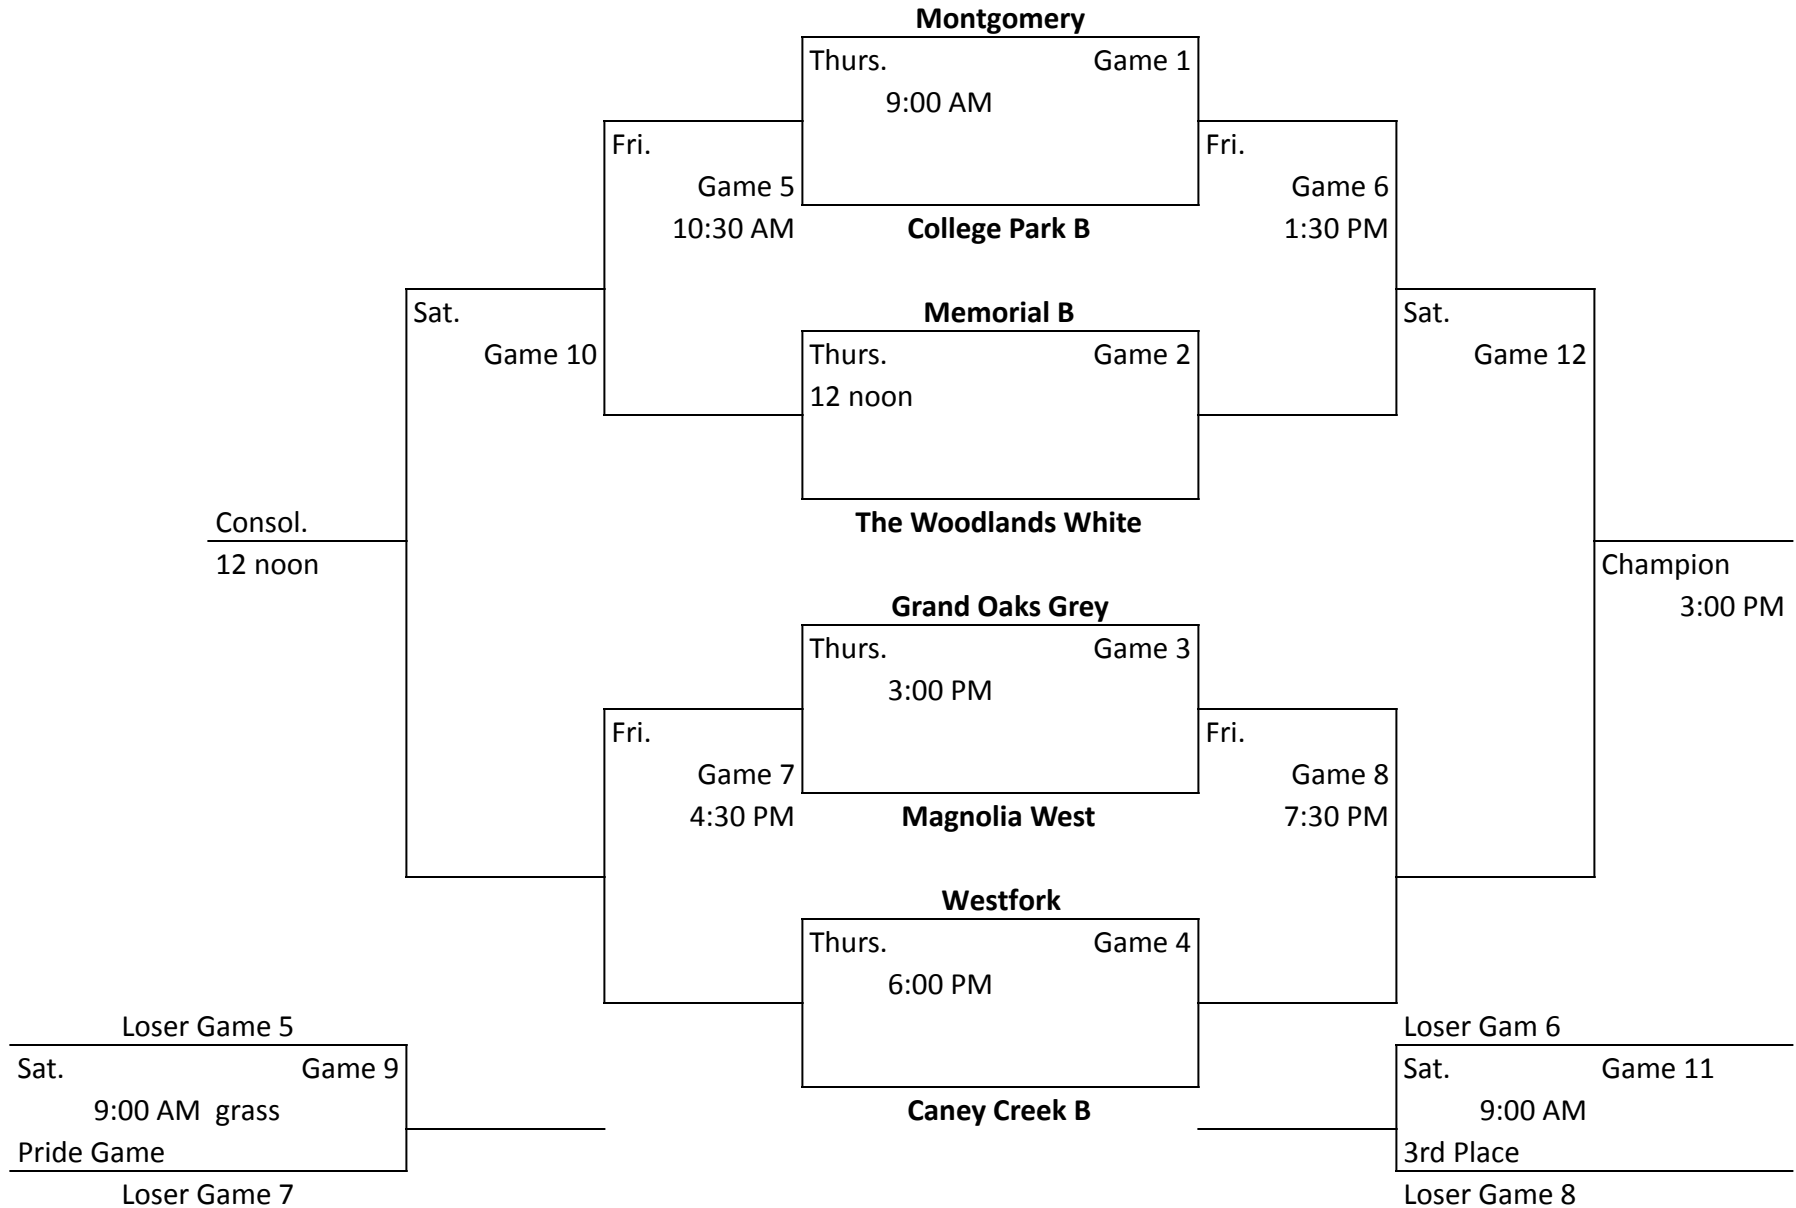 Montgomery
Thurs. Game 1
9:00 AM
Fri. Fri.
Game 5 Game 6
10:30 AM College Park B 1:30 PM
Sat. Memorial B Sat.
Game 10 Thurs. Game 2 Game 12
12 noon
Consol. The Woodlands White
12 noon Champion
Grand Oaks Grey 3:00 PM
Thurs. Game 3
3:00 PM
Fri. Fri.
Game 7 Game 8
4:30 PM Magnolia West 7:30 PM
Westfork
Thurs. Game 4
6:00 PM
Loser Game 5 Loser Gam 6
Sat. Game 9 Sat. Game 11
9:00 AM grass Caney Creek B 9:00 AM
Pride Game 3rd Place
Loser Game 7 Loser Game 8